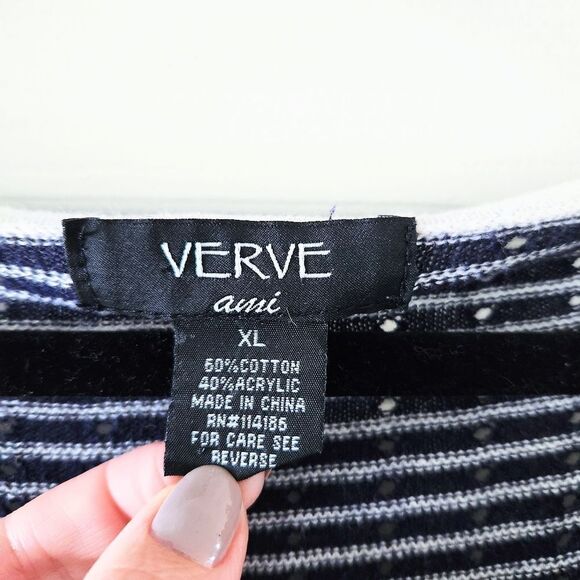 VERVE
ami
XL
60%COTTON
40%ACRYLIC
MADE IN CHINA
RN#114186
FOR CARE SEE
REVERSE